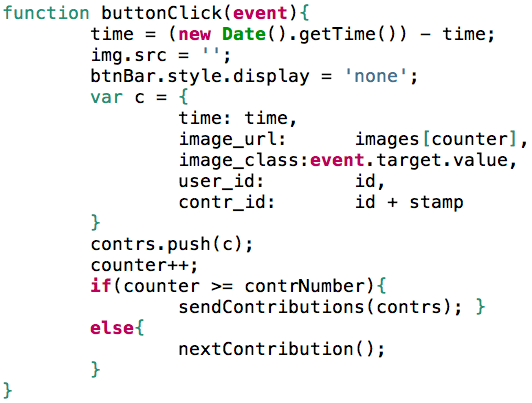 function buttonClick(event){
        time = (new Date().getTime()) - time;
        img.src = '';
        btnBar.style.display = 'none';
        var c = {
                time: time,
                image_url:      images[counter],
                image_class:event.target.value,
                user_id:        id,
                contr_id:       id + stamp
        }
        contrs.push(c);
        counter++;
        if(counter >= contrNumber){
                sendContributions(contrs); }
        else{
                nextContribution();
        }
}